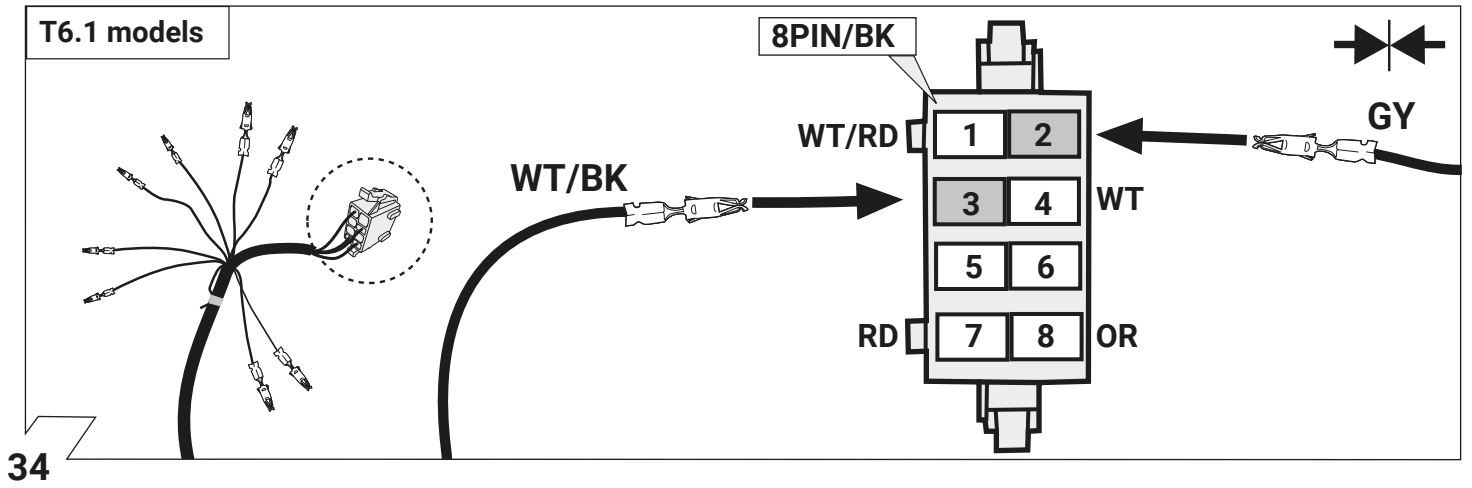 T6.1 models
8PIN/BK
GY
WT/RD 1 2
WT/BK
3 4 WT
5 6
RD 7 8 OR
34